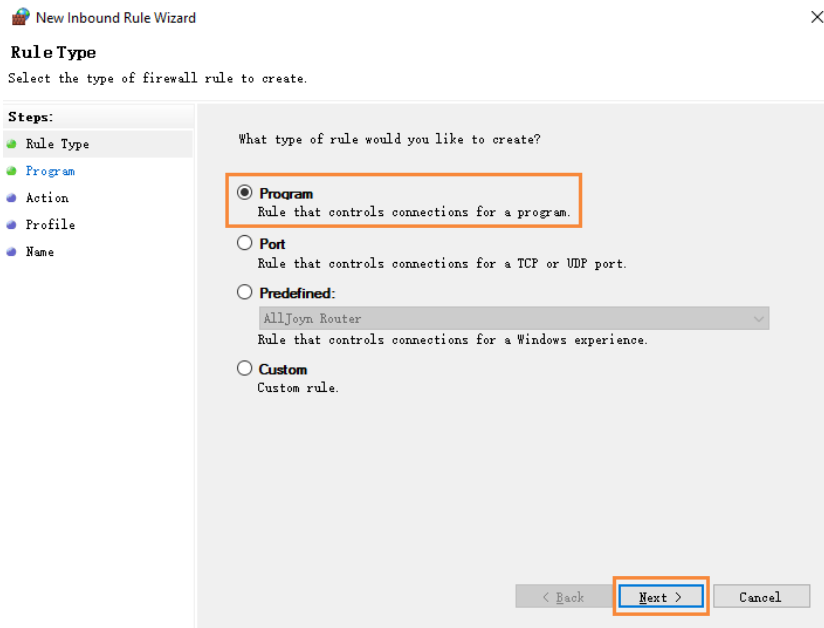 New Inbound Rule Wizard
Rule Type
Select the type of firewall rule to create.
Steps:
Rule Type
Program
Action
Profile
Name
What type of rule would you like to create?
Program
Rule that controls connections for a program.
Port
Rule that controls connections for a TCP or UDP port.
Predefined:
AllJoyn Router
Rule that controls connections for a Windows experience.
Custom
Custom rule.
< Back Next > Cancel